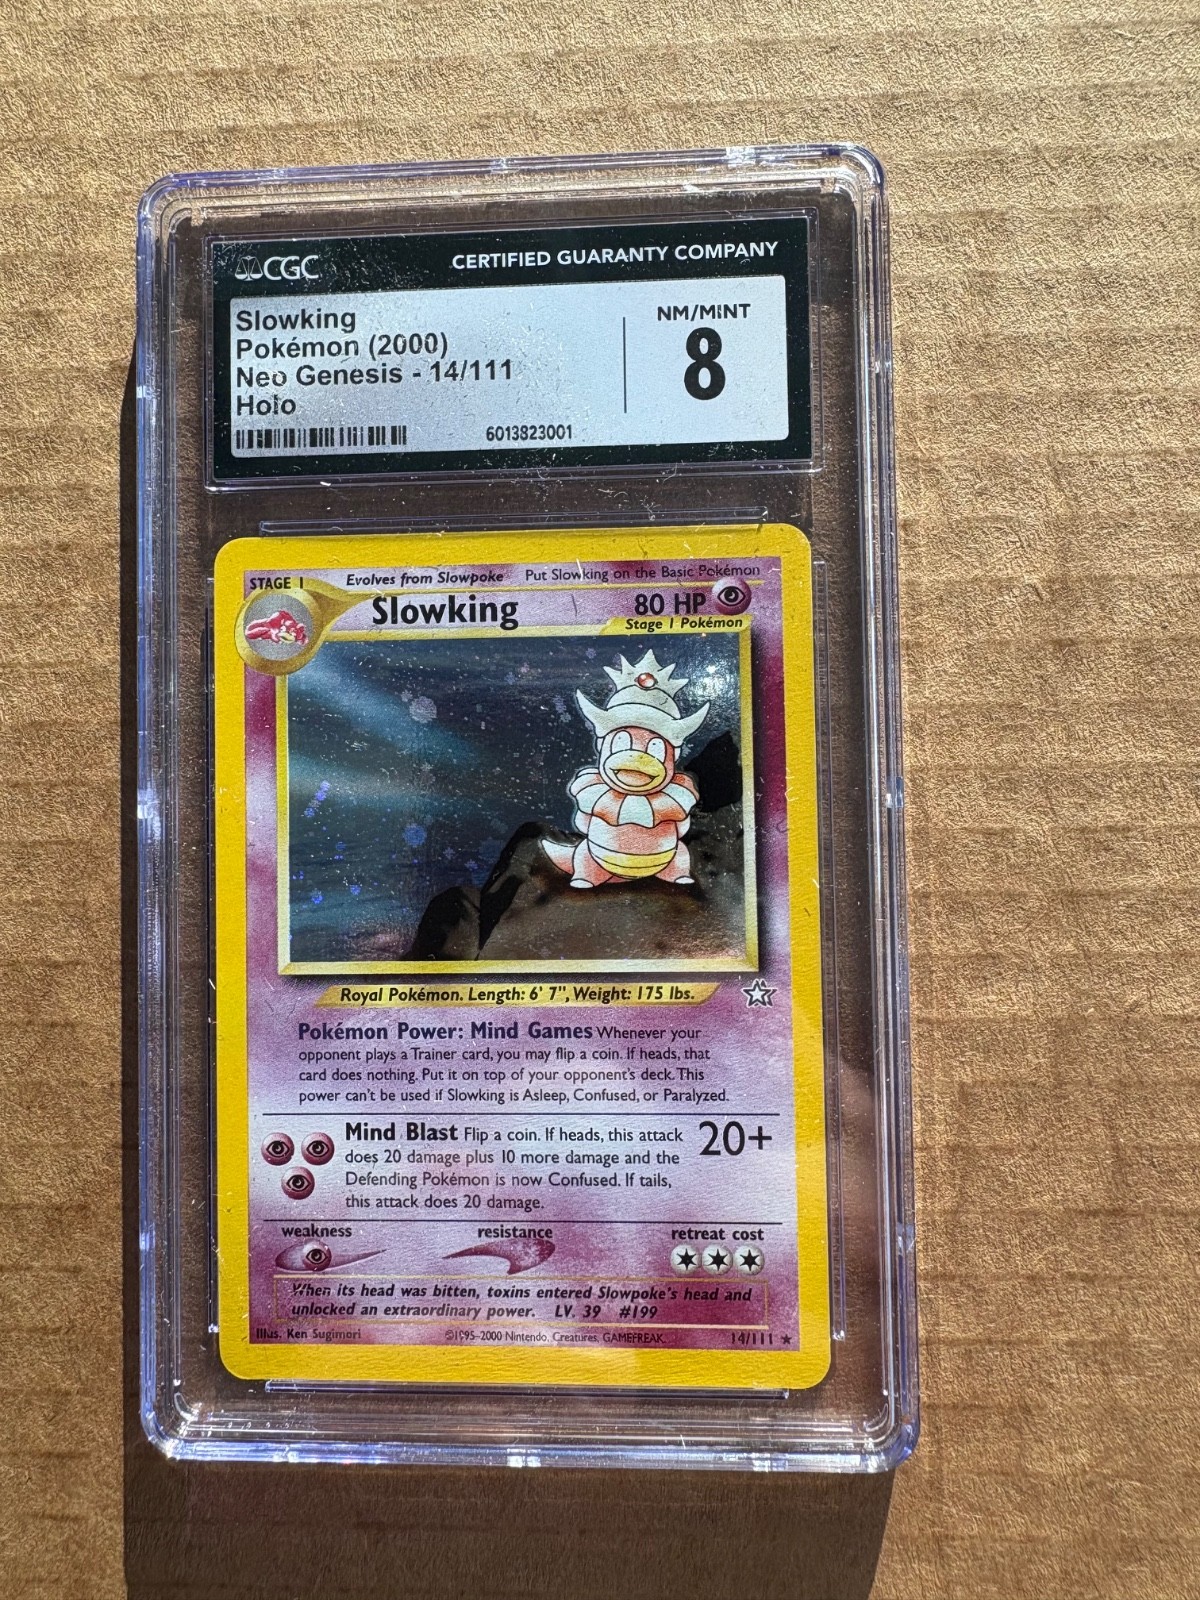 CGC
CERTIFIED GUARANTY COMPANY
Slowking
Pokémon (2000)
Neo Genesis - 14/111
Holo
NM/MINT
8
6013823001
STAGE 1
Evolves from Slowpoke Put Slowking on the Basic Pokémon
Slowking 80 HP
Stage 1 Pokémon
Royal Pokémon. Length: 6' 7", Weight: 175 lbs.
Pokémon Power: Mind Games Whenever your
opponent plays a Trainer card, you may flip a coin. If heads, that
card does nothing. Put it on top of your opponent's deck. This
power can't be used if Slowking is Asleep, Confused, or Paralyzed.
Mind Blast Flip a coin. If heads, this attack 20+
does 20 damage plus 10 more damage and the
Defending Pokémon is now Confused. If tails,
this attack does 20 damage.
weakness resistance retreat cost
When its head was bitten, toxins entered Slowpoke's head and
unlocked an extraordinary power. LV. 39 #199
Illus. Ken Sugimori ©1995-2000 Nintendo, Creatures, GAMEFREAK. 14/111 ★